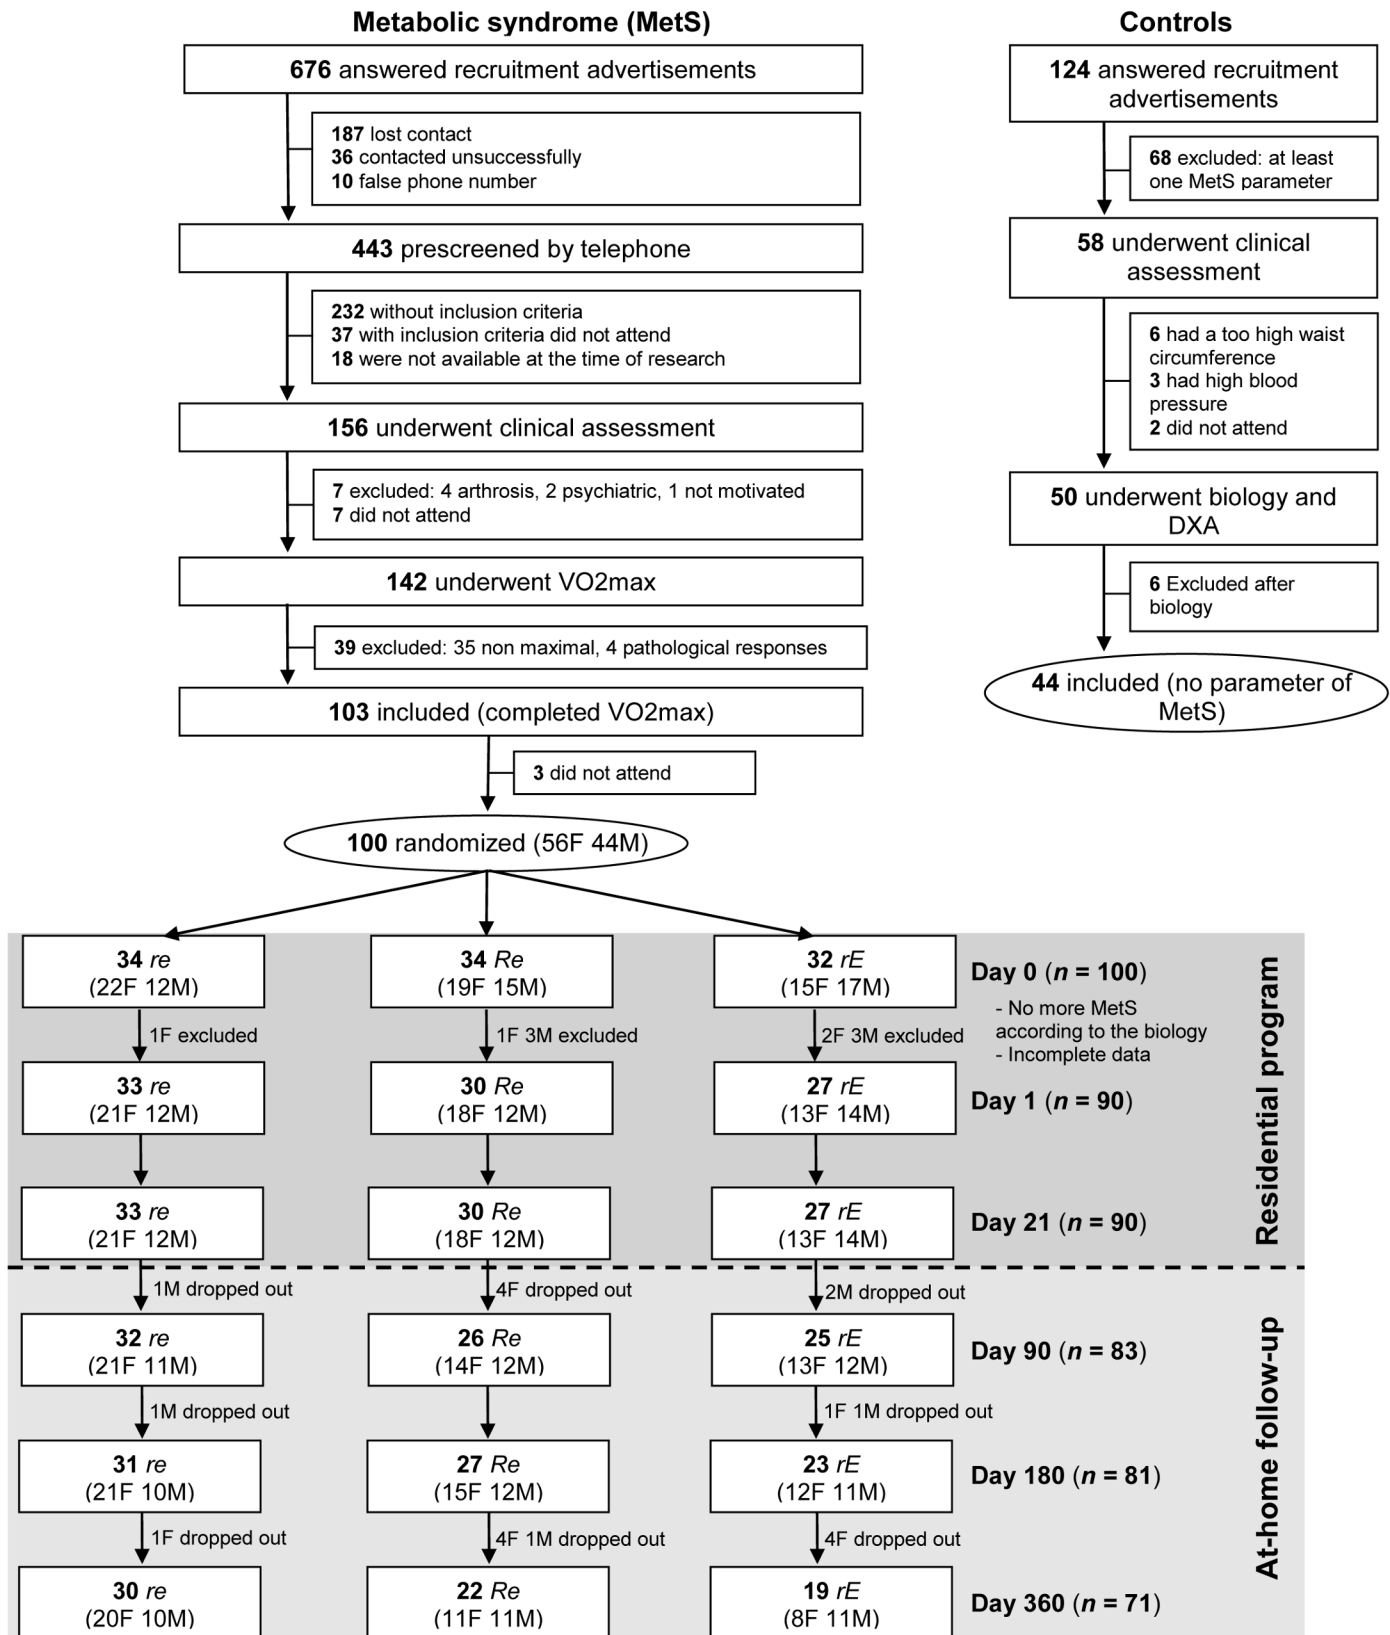 Metabolic syndrome (MetS)
676 answered recruitment advertisements
187 lost contact
36 contacted unsuccessfully
10 false phone number
443 prescreened by telephone
232 without inclusion criteria
37 with inclusion criteria did not attend
18 were not available at the time of research
156 underwent clinical assessment
7 excluded: 4 arthrosis, 2 psychiatric, 1 not motivated
7 did not attend
142 underwent VO2max
39 excluded: 35 non maximal, 4 pathological responses
103 included (completed VO2max)
3 did not attend
100 randomized (56F 44M)
Controls
124 answered recruitment
advertisements
68 excluded: at least
one MetS parameter
58 underwent clinical
assessment
6 had a too high waist
circumference
3 had high blood
pressure
2 did not attend
50 underwent biology and
DXA
6 Excluded after
biology
44 included (no parameter of
MetS)
34 re
(22F 12M)
34 Re
(19F 15M)
32 rE
(15F 17M)
Day 0 (n = 100)
- No more MetS
according to the biology
- Incomplete data
1F excluded
1F 3M excluded
2F 3M excluded
33 re
(21F 12M)
30 Re
(18F 12M)
27 rE
(13F 14M)
Day 1 (n = 90)
33 re
(21F 12M)
30 Re
(18F 12M)
27 rE
(13F 14M)
Day 21 (n = 90)
Residential program
1M dropped out
4F dropped out
2M dropped out
32 re
(21F 11M)
26 Re
(14F 12M)
25 rE
(13F 12M)
Day 90 (n = 83)
1M dropped out
1F 1M dropped out
31 re
(21F 10M)
27 Re
(15F 12M)
23 rE
(12F 11M)
Day 180 (n = 81)
1F dropped out
4F 1M dropped out
4F dropped out
30 re
(20F 10M)
22 Re
(11F 11M)
19 rE
(8F 11M)
Day 360 (n = 71)
At-home follow-up